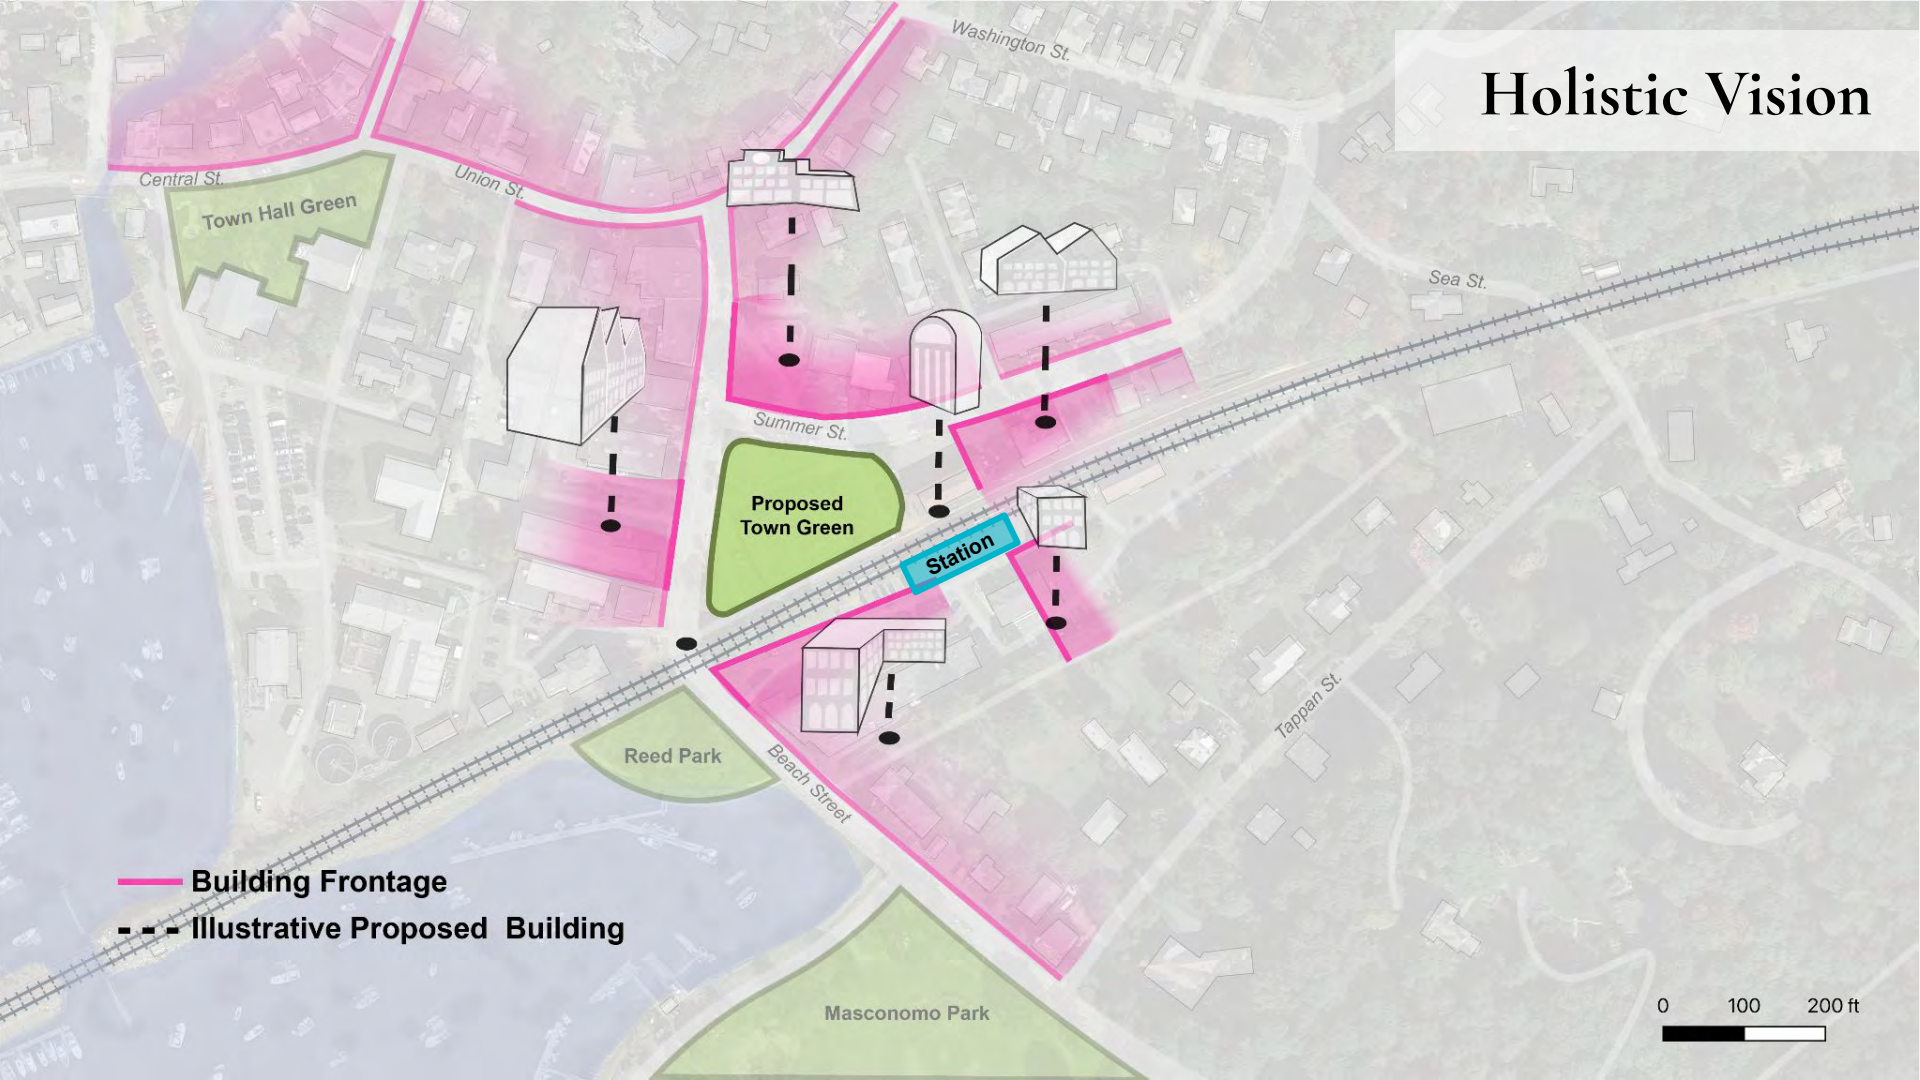 Holistic Vision
Washington St.
Central St.
Union St.
Town Hall Green
Sea St.
Summer St.
Proposed
Town Green
Station
Reed Park
Beach Street
Tappan St.
Building Frontage
Illustrative Proposed  Building
Masconomo Park
0 100 200 ft